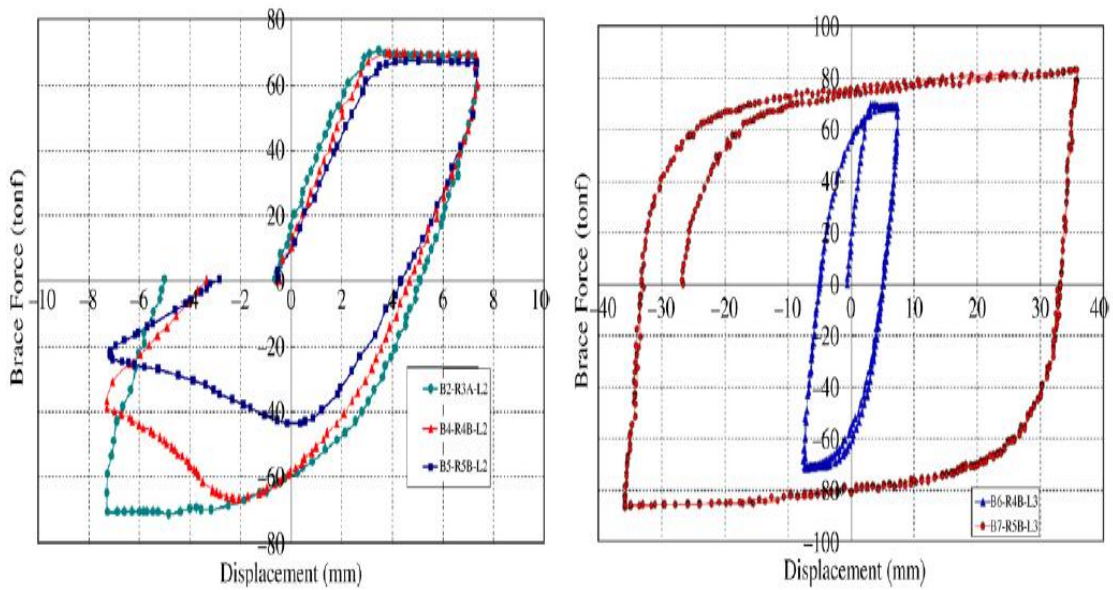 80
60
40
20
0
−20
−40
−60
−80
−10 −8 −6 −4 −2 0 2 4 6 8 10
Brace Force (tonf)
Displacement (mm)
B2-R3A-L2
B4-R4B-L2
B5-R5B-L2
100
80
60
40
20
0
−20
−40
−60
−80
−100
−40 −30 −20 −10 0 10 20 30 40
Brace Force (tonf)
Displacement (mm)
B6-R4B-L3
B7-R5B-L3